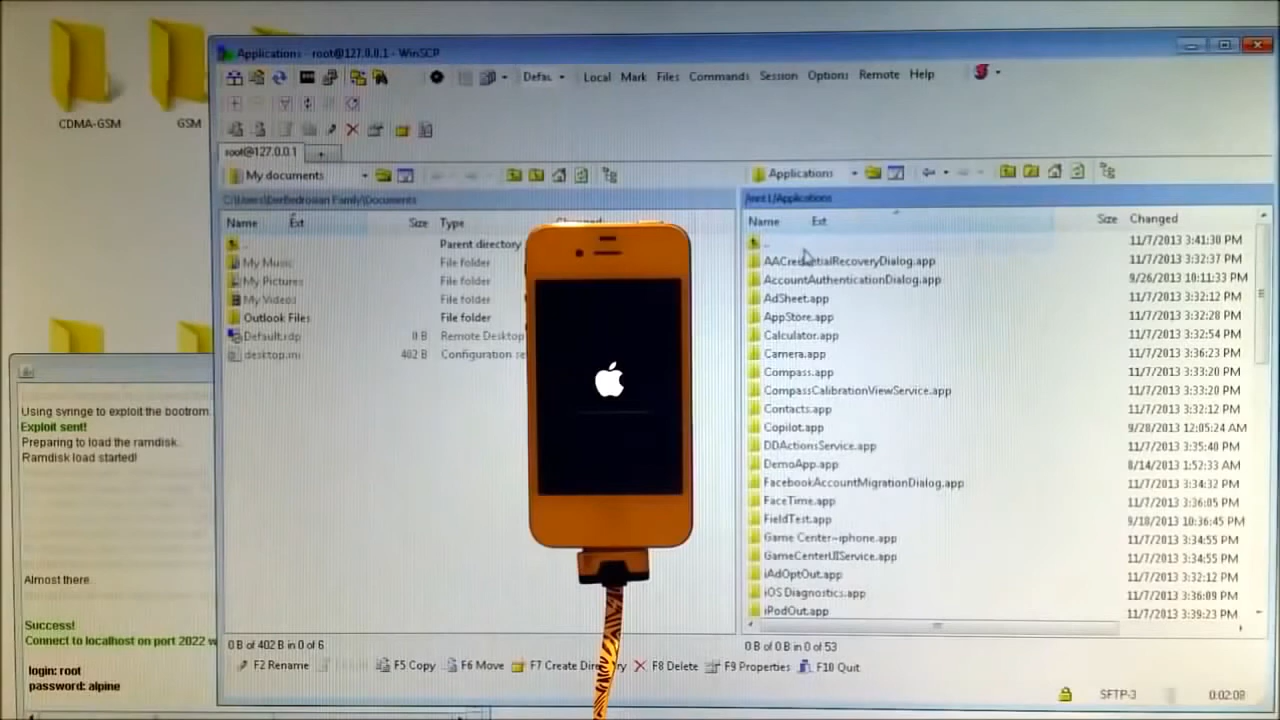 CDMA-GSM
GSM
Applications - root@127.0.0.1 - WinSCP
Local Mark Files Commands Session Options Remote Help
root@127.0.0.1
My documents
Applications
/Applications
Name Ext Size Type Changed
Name Ext Size Changed
..
Parent directory
My Music File folder
My Pictures File folder
My Videos File folder
Outlook Files File folder
Default.rdp 0 B Remote Desktop
desktop.ini 402 B Configuration se
.. 11/7/2013 3:41:30 PM
AACredentialRecoveryDialog.app 11/7/2013 3:32:37 PM
AccountAuthenticationDialog.app 9/26/2013 10:11:33 PM
AdSheet.app 11/7/2013 3:32:12 PM
AppStore.app 11/7/2013 3:32:28 PM
Calculator.app 11/7/2013 3:32:54 PM
Camera.app 11/7/2013 3:36:23 PM
Compass.app 11/7/2013 3:33:20 PM
CompassCalibrationViewService.app 11/7/2013 3:33:20 PM
Contacts.app 11/7/2013 3:32:12 PM
Copilot.app 9/28/2013 12:05:24 AM
DDActionsService.app 11/7/2013 3:35:40 PM
DemoApp.app 8/14/2013 1:52:33 AM
FacebookAccountMigrationDialog.app 11/7/2013 3:34:32 PM
FaceTime.app 11/7/2013 3:36:05 PM
FieldTest.app 9/18/2013 10:36:45 PM
Game Center~iphone.app 11/7/2013 3:34:55 PM
GameCenterUIService.app 11/7/2013 3:34:55 PM
iAdOptOut.app 11/7/2013 3:32:12 PM
iOS Diagnostics.app 11/7/2013 3:36:09 PM
iPodOut.app 11/7/2013 3:39:23 PM
0 B of 402 B in 0 of 6
0 B of 0 B in 0 of 53
F2 Rename F5 Copy F6 Move F7 Create F8 Delete F9 Properties F10 Quit
SFTP-3 0:02:08
Using syringe to exploit the bootrom.
Exploit sent!
Preparing to load the ramdisk.
Ramdisk load started!
Almost there.
Success!
Connect to localhost on port 2022 w
login: root
password: alpine